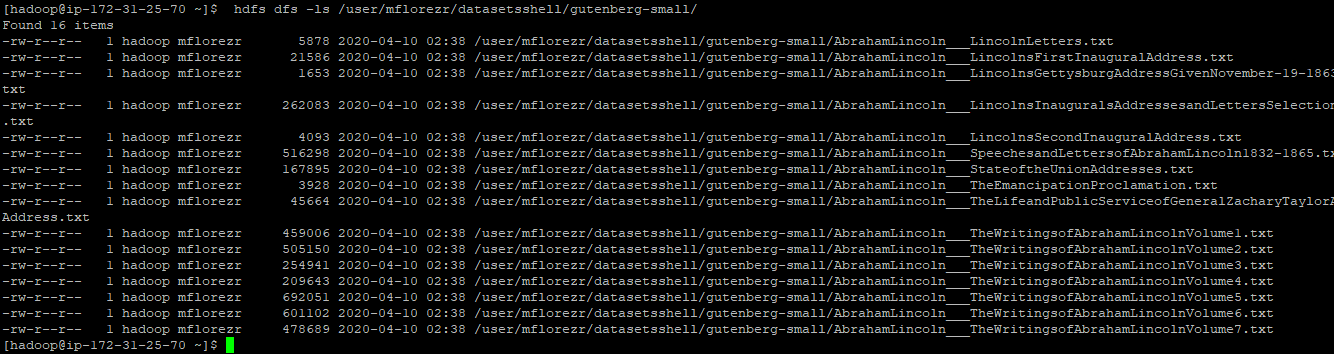 [hadoop@ip-172-31-25-70 ~]$  hdfs dfs -ls /user/mflorezr/datasetsshell/gutenberg-small/
Found 16 items
-rw-r--r--   1 hadoop mflorezr       5878 2020-04-10 02:38 /user/mflorezr/datasetsshell/gutenberg-small/AbrahamLincoln___LincolnLetters.txt
-rw-r--r--   1 hadoop mflorezr      21586 2020-04-10 02:38 /user/mflorezr/datasetsshell/gutenberg-small/AbrahamLincoln___LincolnsFirstInauguralAddress.txt
-rw-r--r--   1 hadoop mflorezr       1653 2020-04-10 02:38 /user/mflorezr/datasetsshell/gutenberg-small/AbrahamLincoln___LincolnsGettysburgAddressGivenNovember-19-1863
txt
-rw-r--r--   1 hadoop mflorezr     262083 2020-04-10 02:38 /user/mflorezr/datasetsshell/gutenberg-small/AbrahamLincoln___LincolnsInauguralsAddressesandLettersSelection
.txt
-rw-r--r--   1 hadoop mflorezr       4093 2020-04-10 02:38 /user/mflorezr/datasetsshell/gutenberg-small/AbrahamLincoln___LincolnsSecondInauguralAddress.txt
-rw-r--r--   1 hadoop mflorezr     516298 2020-04-10 02:38 /user/mflorezr/datasetsshell/gutenberg-small/AbrahamLincoln___SpeechesandLettersofAbrahamLincoln1832-1865.tx
-rw-r--r--   1 hadoop mflorezr     167895 2020-04-10 02:38 /user/mflorezr/datasetsshell/gutenberg-small/AbrahamLincoln___StateoftheUnionAddresses.txt
-rw-r--r--   1 hadoop mflorezr       3928 2020-04-10 02:38 /user/mflorezr/datasetsshell/gutenberg-small/AbrahamLincoln___TheEmancipationProclamation.txt
-rw-r--r--   1 hadoop mflorezr      45664 2020-04-10 02:38 /user/mflorezr/datasetsshell/gutenberg-small/AbrahamLincoln___TheLifeandPublicServiceofGeneralZacharyTaylorA
Address.txt
-rw-r--r--   1 hadoop mflorezr     459006 2020-04-10 02:38 /user/mflorezr/datasetsshell/gutenberg-small/AbrahamLincoln___TheWritingsofAbrahamLincolnVolume1.txt
-rw-r--r--   1 hadoop mflorezr     505150 2020-04-10 02:38 /user/mflorezr/datasetsshell/gutenberg-small/AbrahamLincoln___TheWritingsofAbrahamLincolnVolume2.txt
-rw-r--r--   1 hadoop mflorezr     254941 2020-04-10 02:38 /user/mflorezr/datasetsshell/gutenberg-small/AbrahamLincoln___TheWritingsofAbrahamLincolnVolume3.txt
-rw-r--r--   1 hadoop mflorezr     209643 2020-04-10 02:38 /user/mflorezr/datasetsshell/gutenberg-small/AbrahamLincoln___TheWritingsofAbrahamLincolnVolume4.txt
-rw-r--r--   1 hadoop mflorezr     692051 2020-04-10 02:38 /user/mflorezr/datasetsshell/gutenberg-small/AbrahamLincoln___TheWritingsofAbrahamLincolnVolume5.txt
-rw-r--r--   1 hadoop mflorezr     601102 2020-04-10 02:38 /user/mflorezr/datasetsshell/gutenberg-small/AbrahamLincoln___TheWritingsofAbrahamLincolnVolume6.txt
-rw-r--r--   1 hadoop mflorezr     478689 2020-04-10 02:38 /user/mflorezr/datasetsshell/gutenberg-small/AbrahamLincoln___TheWritingsofAbrahamLincolnVolume7.txt
[hadoop@ip-172-31-25-70 ~]$